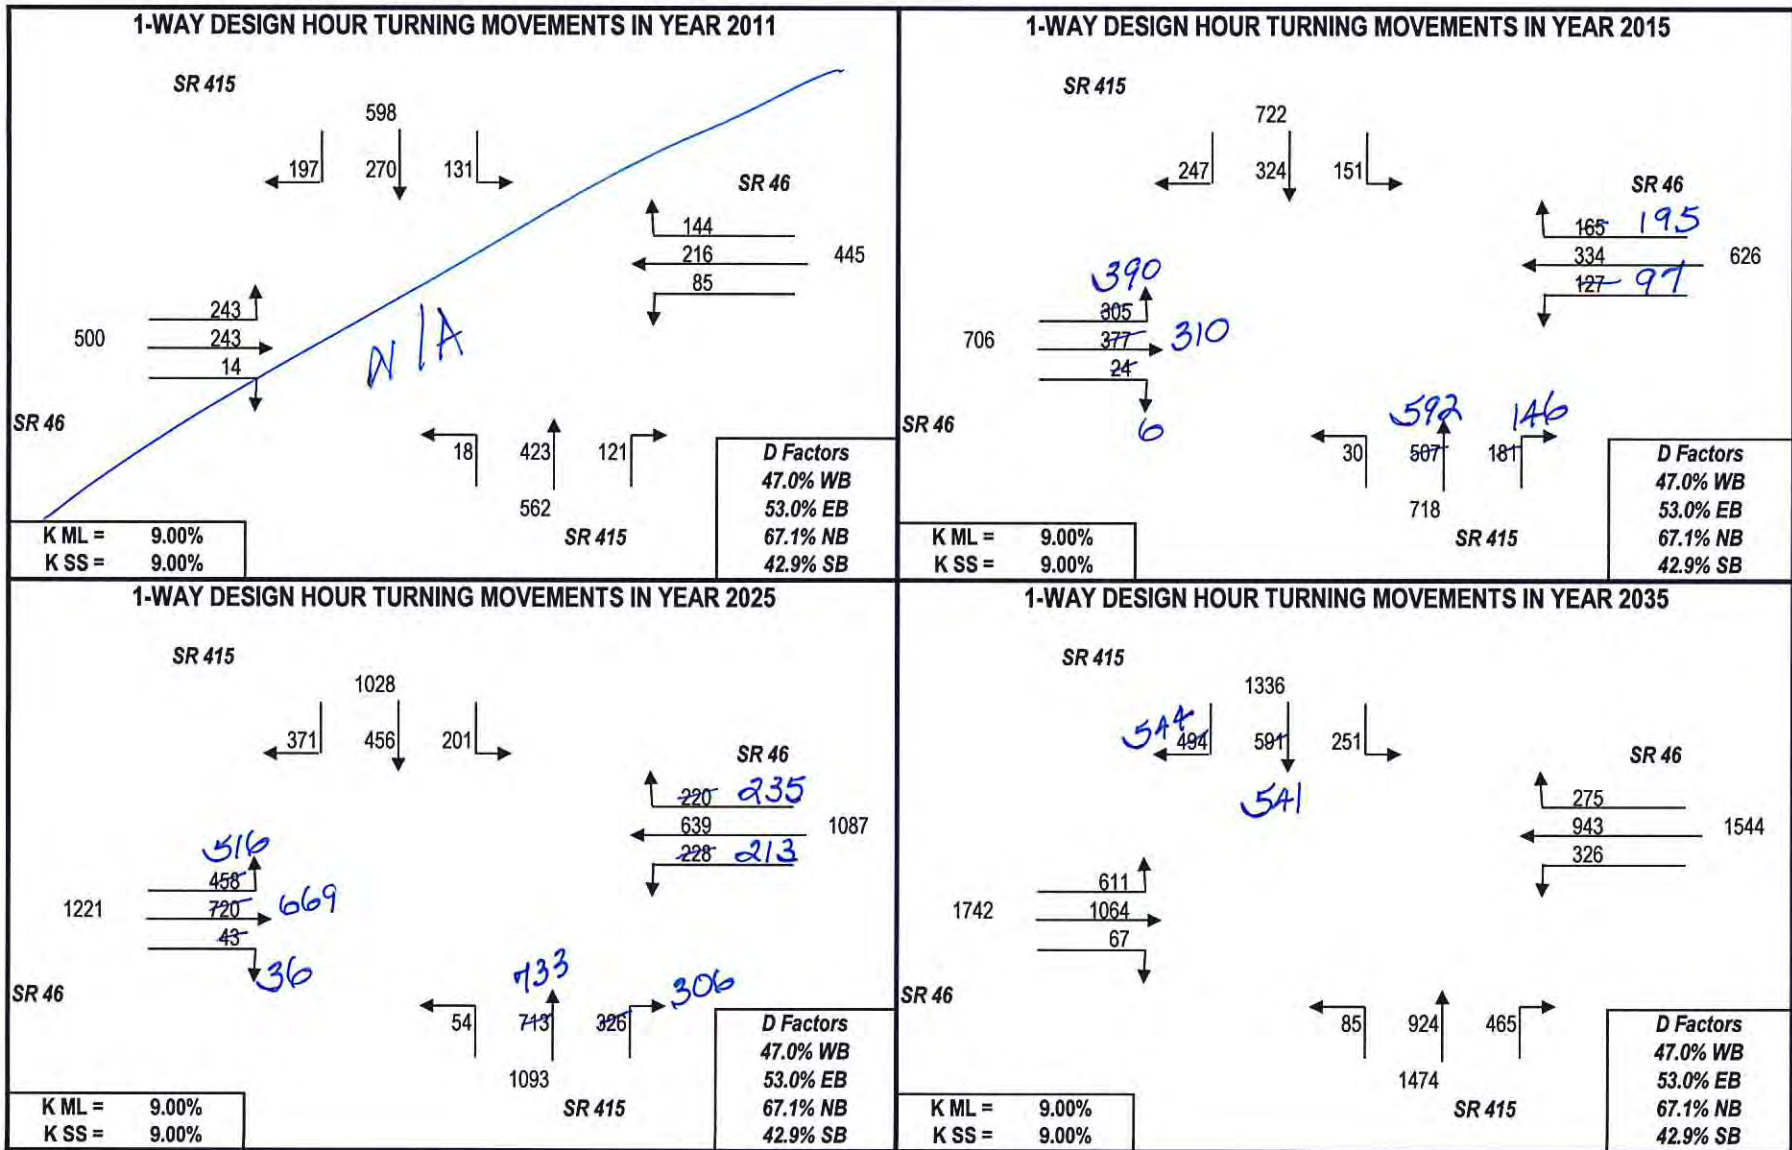 1-WAY DESIGN HOUR TURNING MOVEMENTS IN YEAR 2011
SR 415
598
197 270 131
SR 46
144
216 445
85
243
500 243
14
N/A
SR 46
18 423 121
562
SR 415
K ML = 9.00%
K SS = 9.00%
D Factors
47.0% WB
53.0% EB
67.1% NB
42.9% SB
1-WAY DESIGN HOUR TURNING MOVEMENTS IN YEAR 2015
SR 415
722
247 324 151
SR 46
165 195
334 626
127 97
390
305
706 377 310
24
6
SR 46
592 146
30 507 181
718
SR 415
K ML = 9.00%
K SS = 9.00%
D Factors
47.0% WB
53.0% EB
67.1% NB
42.9% SB
1-WAY DESIGN HOUR TURNING MOVEMENTS IN YEAR 2025
SR 415
1028
371 456 201
SR 46
220 235
639 1087
228 213
516
458
1221 720 669
43
36
SR 46
733 306
54 713 326
1093
SR 415
K ML = 9.00%
K SS = 9.00%
D Factors
47.0% WB
53.0% EB
67.1% NB
42.9% SB
1-WAY DESIGN HOUR TURNING MOVEMENTS IN YEAR 2035
SR 415
1336
544 494 591 251
541
SR 46
275
943 1544
326
611
1742 1064
67
SR 46
85 924 465
1474
SR 415
K ML = 9.00%
K SS = 9.00%
D Factors
47.0% WB
53.0% EB
67.1% NB
42.9% SB